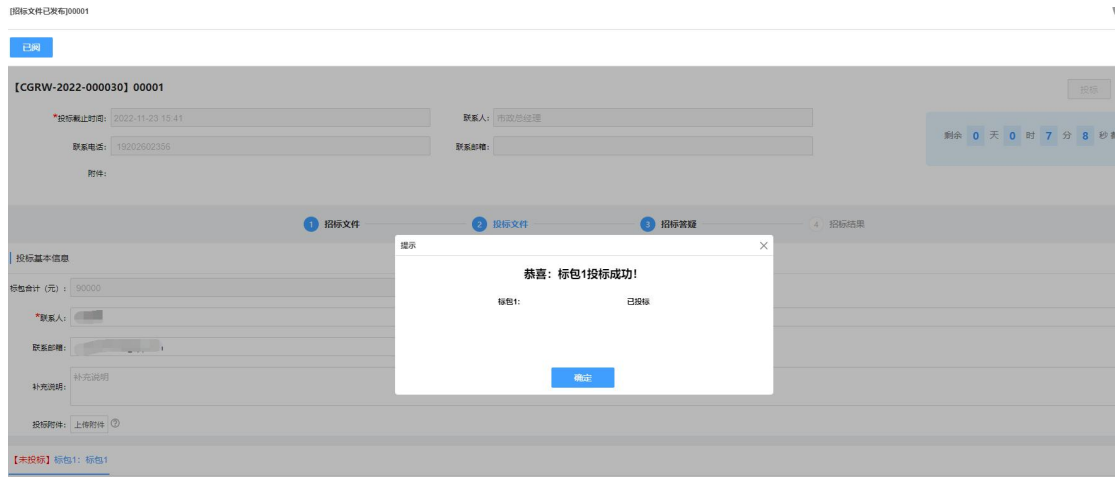 [招标文件已发布]00001
已阅
【CGRW-2022-000030】00001
投标
*投标截止时间: 2022-11-23 15:41
联系人: 市政总经理
剩余 0 天 0 时 7 分 8 秒
联系电话: 19202602356
联系邮箱:
附件:
1 招标文件
2 投标文件
3 招标答疑
4 招标结果
提示
恭喜：标包1投标成功！
标包1: 已投标
确定
投标基本信息
标包合计（元）: 90000
*联系人:
联系邮箱:
补充说明: 补充说明
投标附件: 上传附件 ?
【未投标】标包1: 标包1